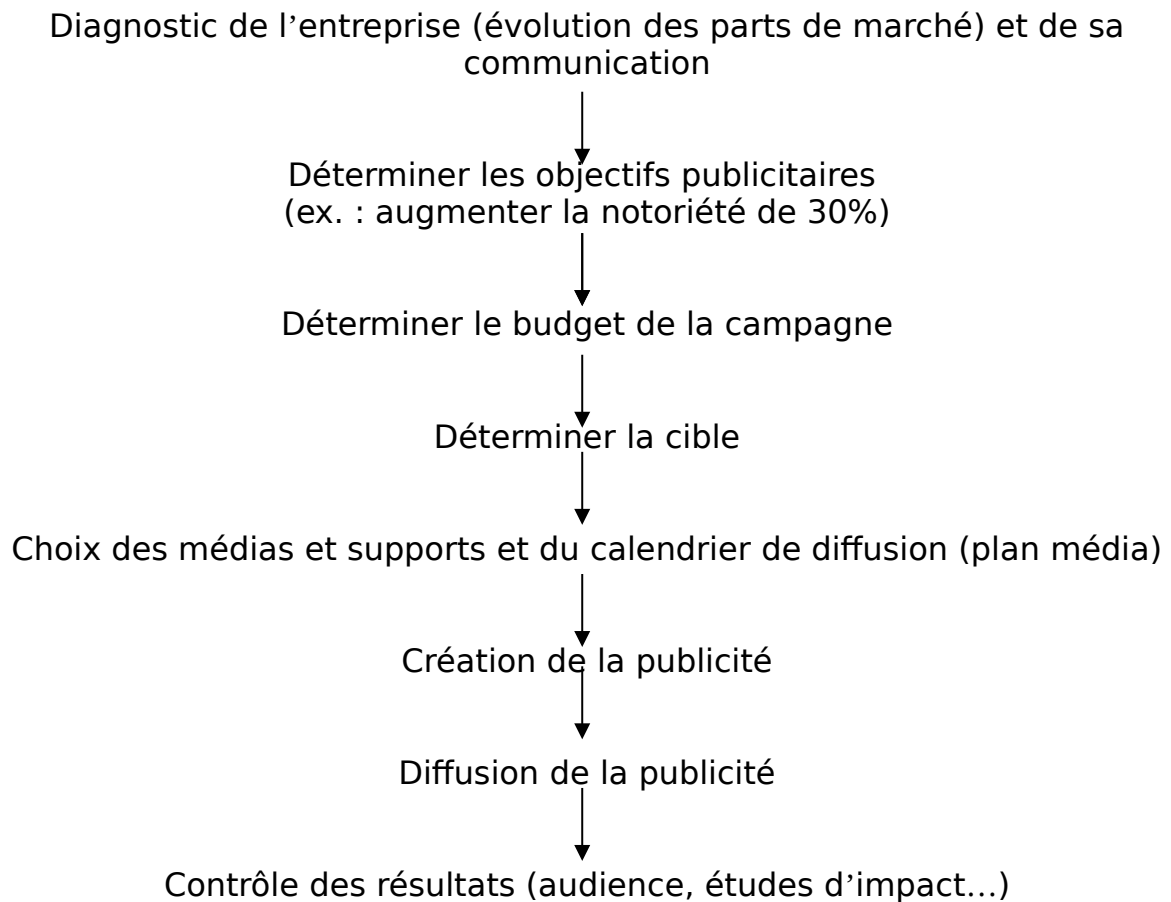 Diagnostic de l’entreprise (évolution des parts de marché) et de sa
communication
Déterminer les objectifs publicitaires
(ex. : augmenter la notoriété de 30%)
Déterminer le budget de la campagne
Déterminer la cible
Choix des médias et supports et du calendrier de diffusion (plan média)
Création de la publicité
Diffusion de la publicité
Contrôle des résultats (audience, études d’impact…)